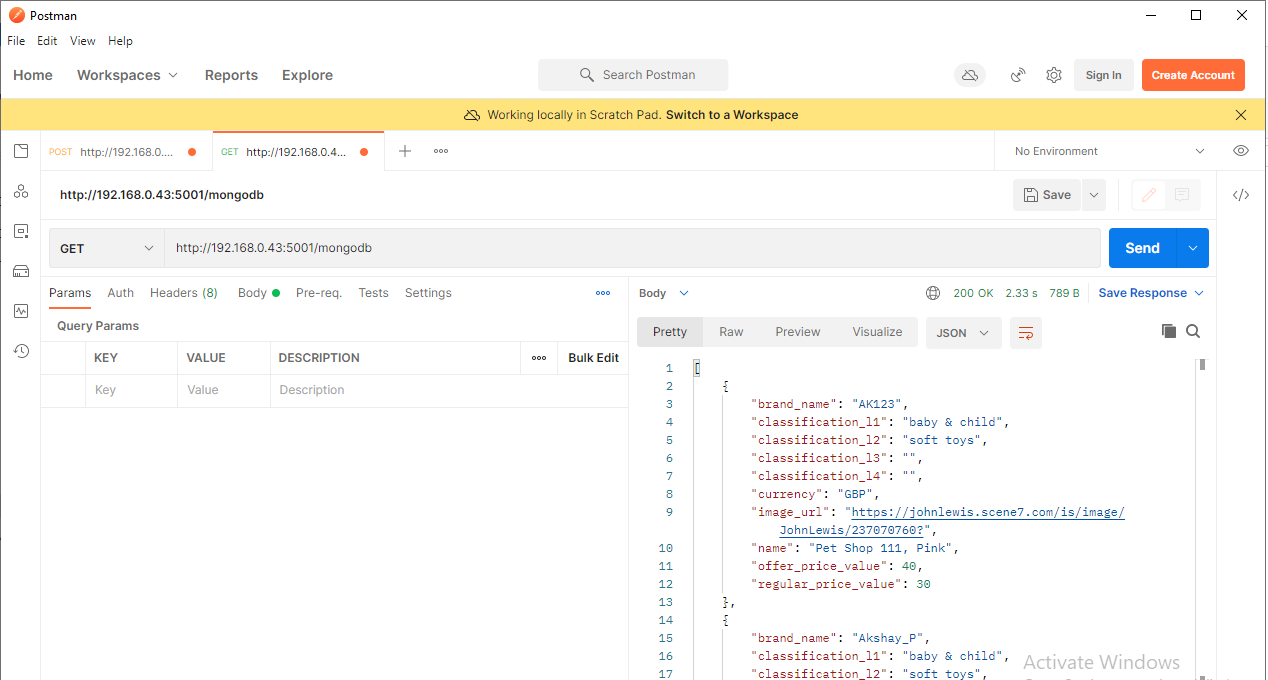 Postman
File Edit View Help
Home Workspaces Reports Explore Search Postman Sign In Create Account
Working locally in Scratch Pad. Switch to a Workspace
POST http://192.168.0.... GET http://192.168.0.4... No Environment
http://192.168.0.43:5001/mongodb Save
GET http://192.168.0.43:5001/mongodb Send
Params Auth Headers (8) Body Pre-req. Tests Settings
Query Params
KEY VALUE DESCRIPTION Bulk Edit
Key Value Description
Body 200 OK 2.33 s 789 B Save Response
Pretty Raw Preview Visualize JSON
1 [
2 {
3 "brand_name": "AK123",
4 "classification_l1": "baby & child",
5 "classification_l2": "soft toys",
6 "classification_l3": "",
7 "classification_l4": "",
8 "currency": "GBP",
9 "image_url": "https://johnlewis.scene7.com/is/image/
JohnLewis/237070760?",
10 "name": "Pet Shop 111, Pink",
11 "offer_price_value": 40,
12 "regular_price_value": 30
13 },
14 {
15 "brand_name": "Akshay_P",
16 "classification_l1": "baby & child",
17 "classification_l2": "soft toys",
Activate Windows